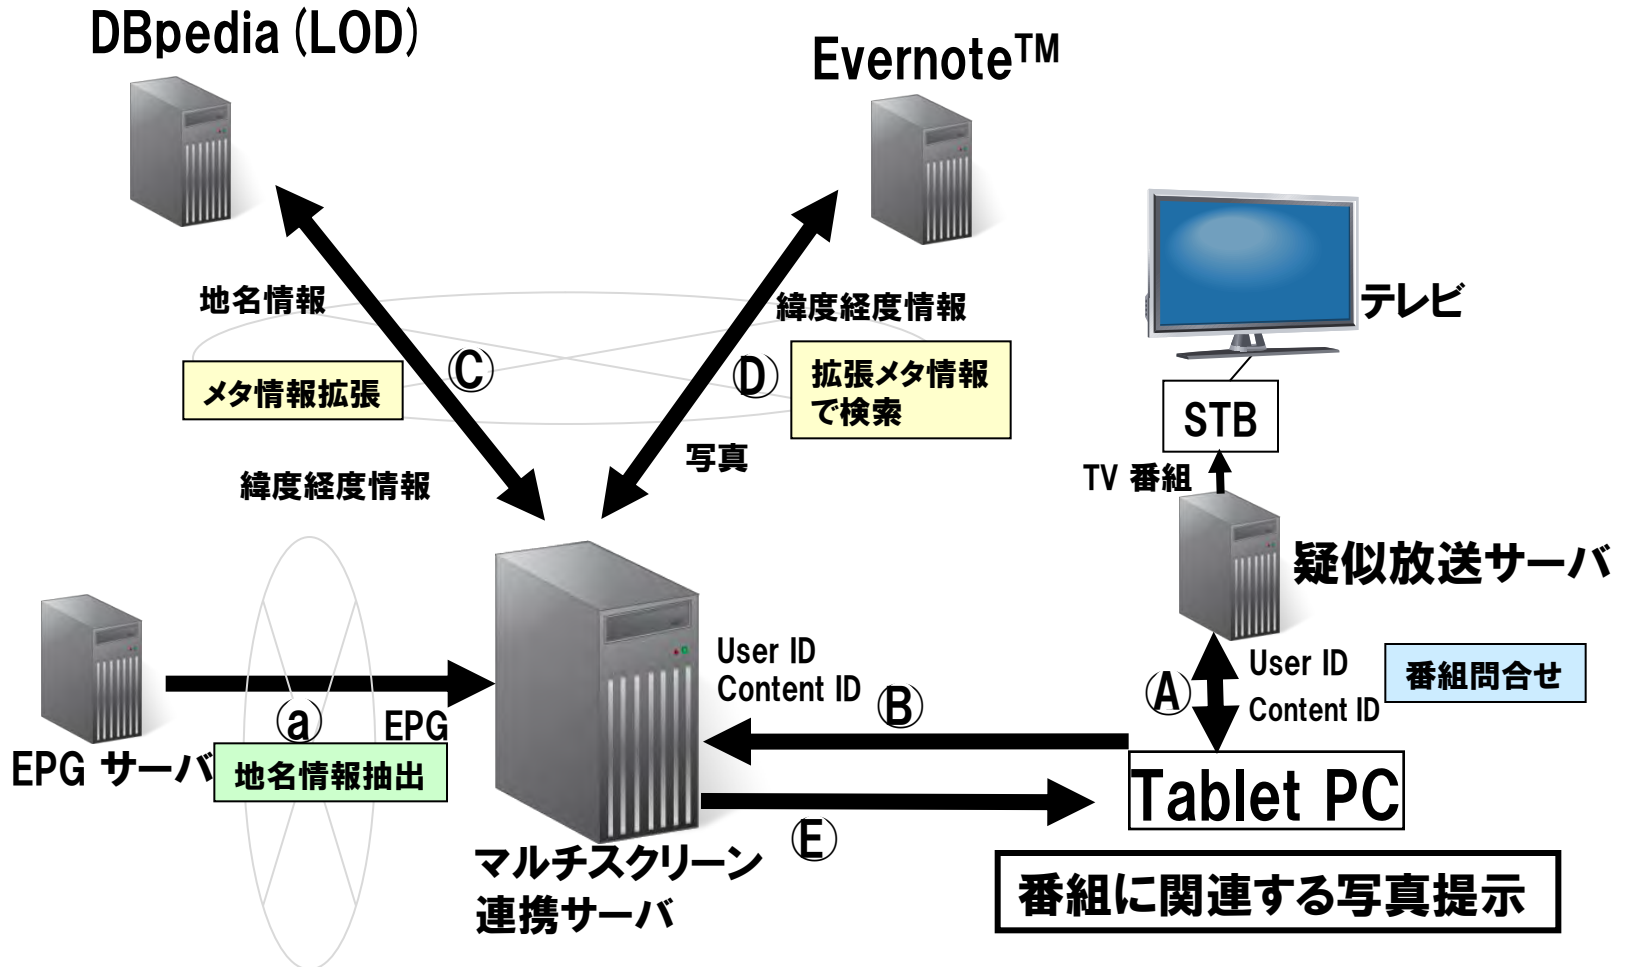 DBpedia (LOD)
Evernote™
地名情報
緯度経度情報
テレビ
メタ情報拡張
Ⓒ
Ⓓ
拡張メタ情報
で検索
STB
写真
TV 番組
緯度経度情報
疑似放送サーバ
User ID
Content ID
User ID
Content ID
番組問合せ
Ⓐ
Ⓑ
ⓐ
EPG
EPG サーバ
地名情報抽出
Tablet PC
Ⓔ
マルチスクリーン
連携サーバ
番組に関連する写真提示